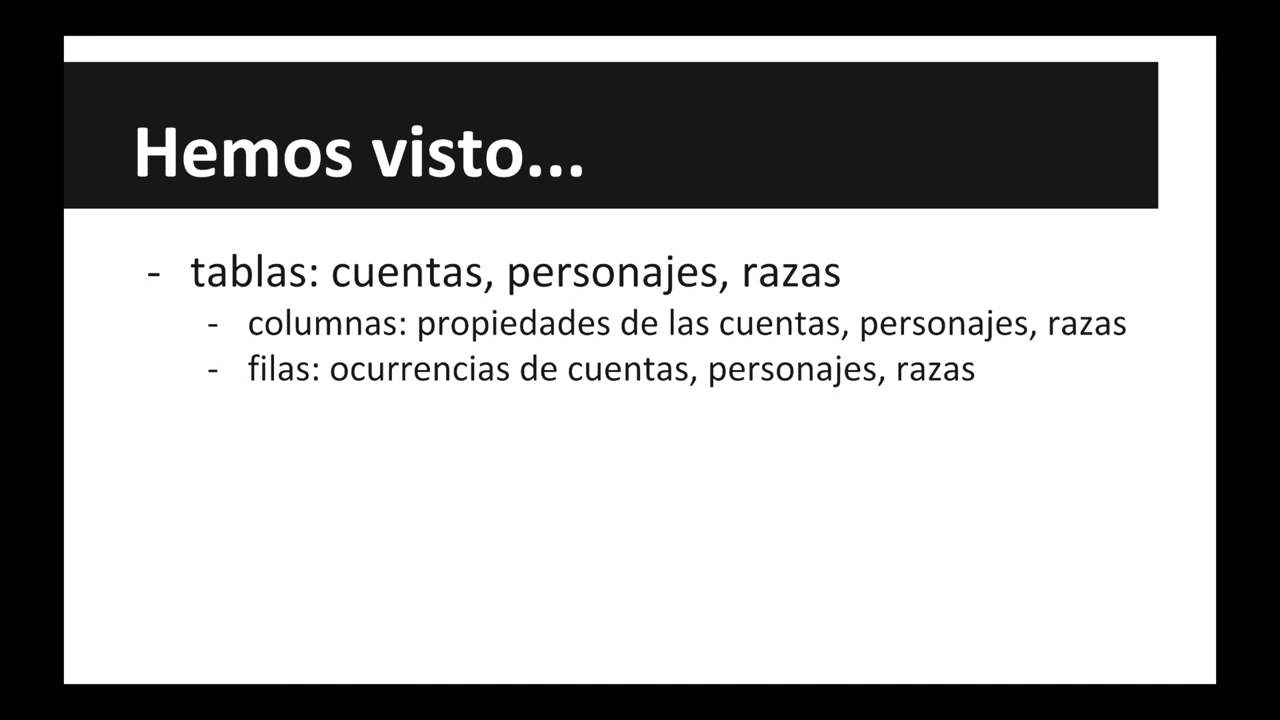 Hemos visto...
- tablas: cuentas, personajes, razas
- columnas: propiedades de las cuentas, personajes, razas
- filas: ocurrencias de cuentas, personajes, razas